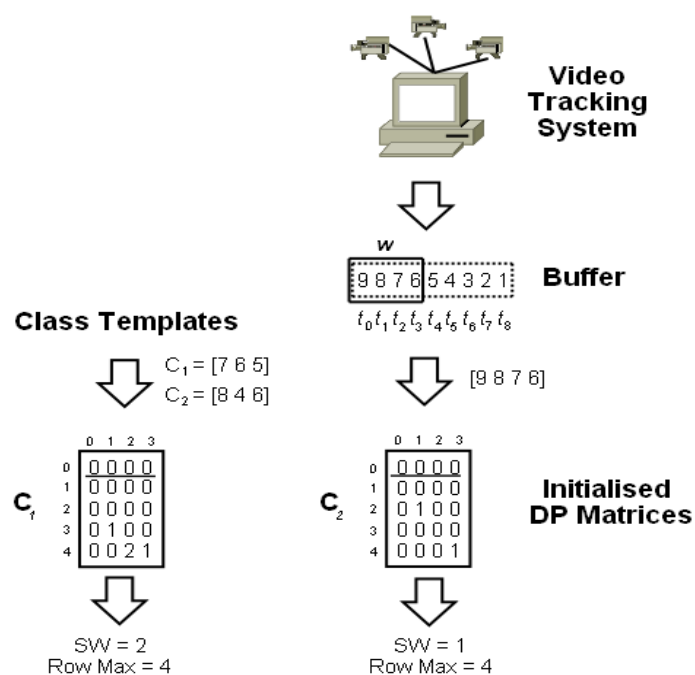 Video
Tracking
System
w
9 8 7 6 5 4 3 2 1
Buffer
t0 t1 t2 t3 t4 t5 t6 t7 t8
Class Templates
C1 = [7 6 5]
C2 = [8 4 6]
[9 8 7 6]
0 1 2 3
0 0 0 0 0
1 0 0 0 0
2 0 0 0 0
3 0 1 0 0
4 0 0 2 1
C1
0 1 2 3
0 0 0 0 0
1 0 0 0 0
2 0 1 0 0
3 0 0 0 0
4 0 0 0 1
C2
Initialised
DP Matrices
SW = 2
Row Max = 4
SW = 1
Row Max = 4